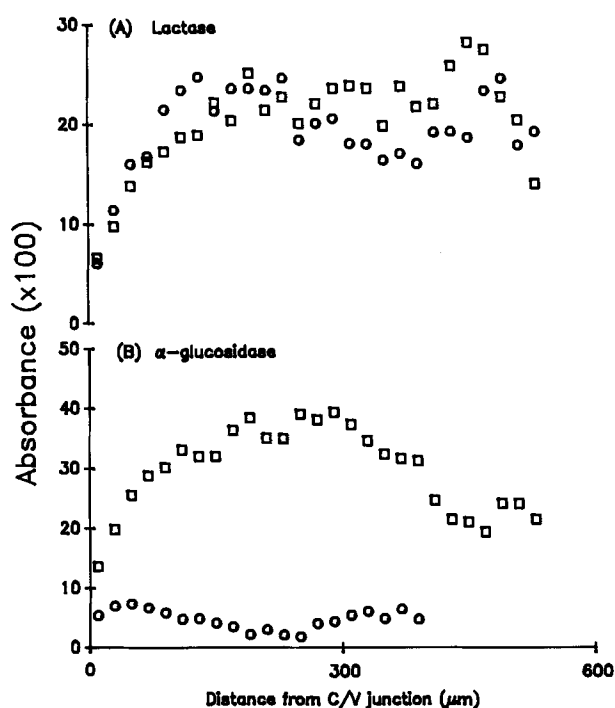 30
(A) Lactase
20
10
0
Absorbance (x100)
50
(B) α-glucosidase
40
30
20
10
0
0 300 600
Distance from C/V junction (μm)